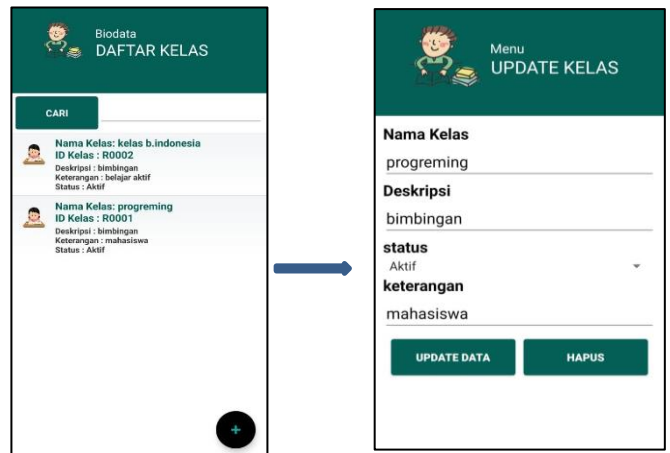 Biodata
DAFTAR KELAS
CARI
Nama Kelas: kelas b.indonesia
ID Kelas : R0002
Deskripsi : bimbingan
Keterangan : belajar aktif
Status : Aktif
Nama Kelas: progreming
ID Kelas : R0001
Deskripsi : bimbingan
Keterangan : mahasiswa
Status : Aktif
+
Menu
UPDATE KELAS
Nama Kelas
progreming
Deskripsi
bimbingan
status
Aktif
keterangan
mahasiswa
UPDATE DATA
HAPUS